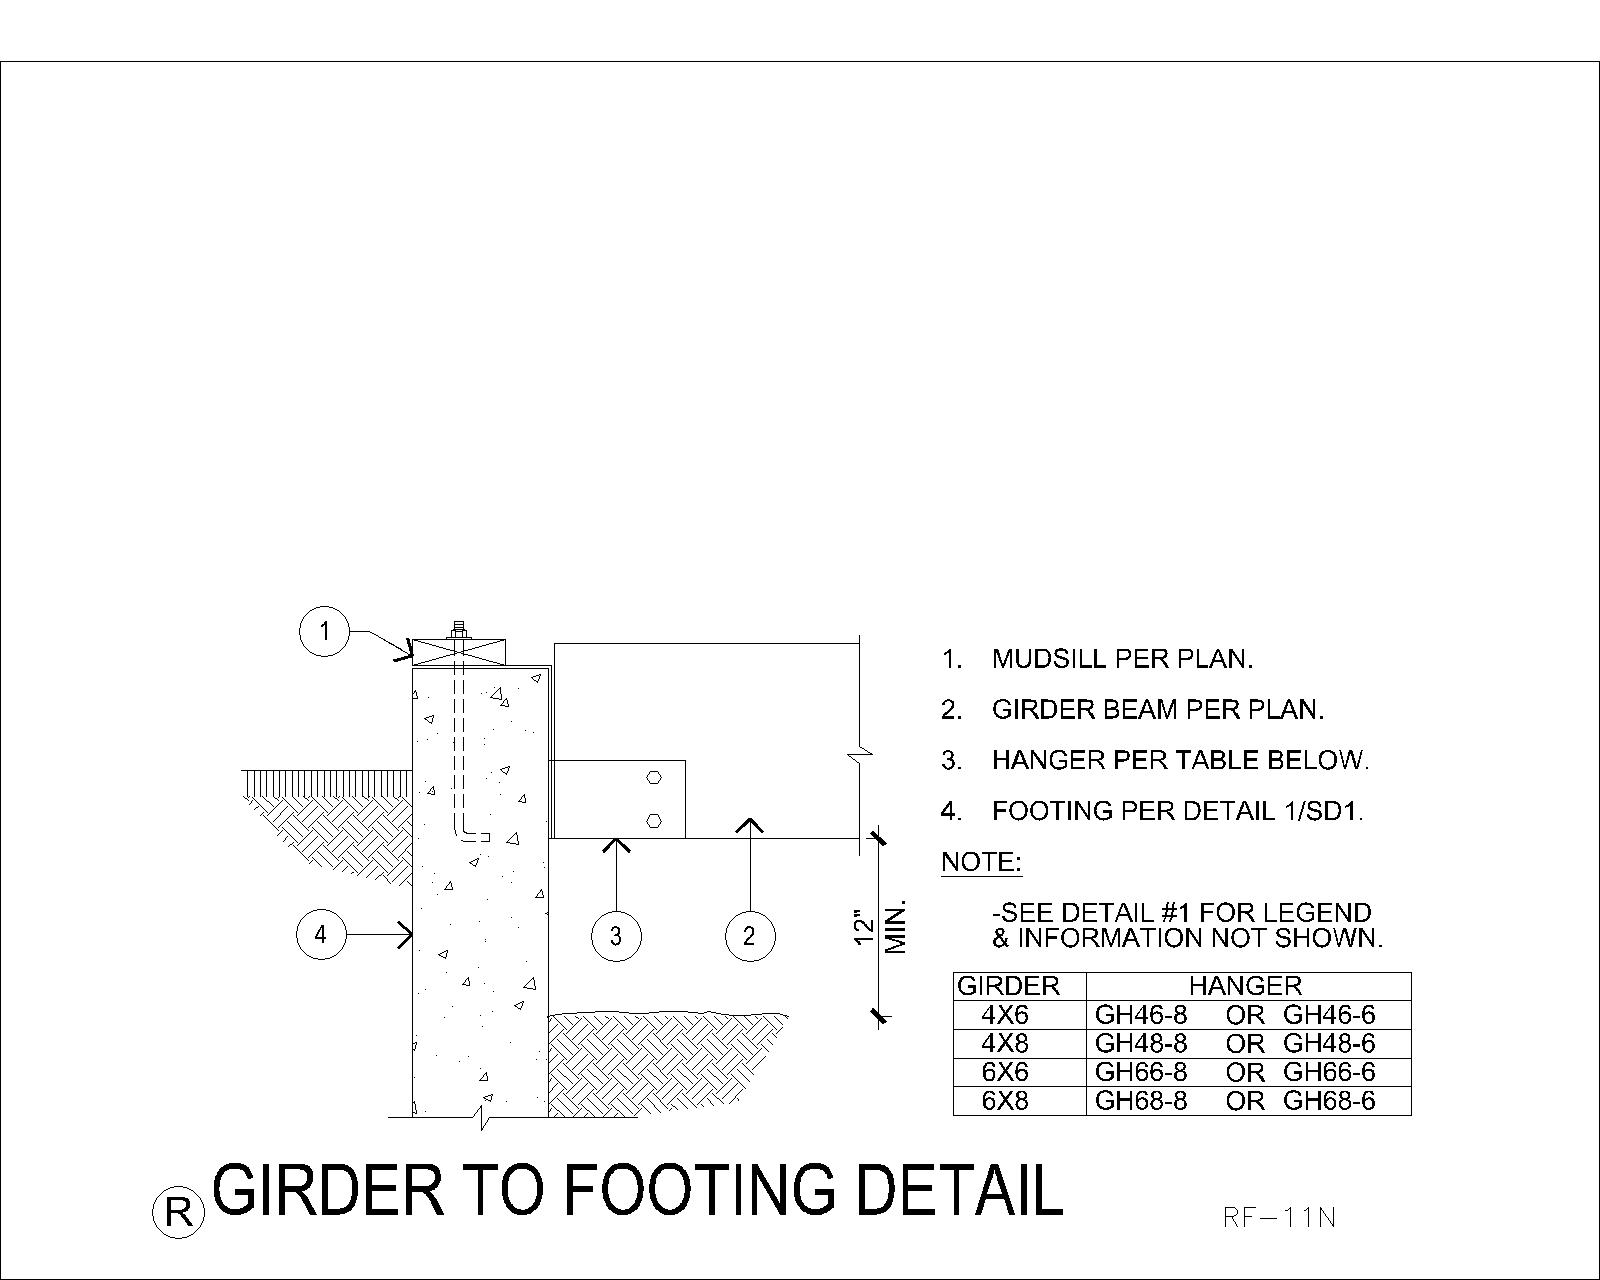 1
1. MUDSILL PER PLAN.
2. GIRDER BEAM PER PLAN.
3. HANGER PER TABLE BELOW.
4. FOOTING PER DETAIL 1/SD1.
NOTE:
-SEE DETAIL #1 FOR LEGEND
& INFORMATION NOT SHOWN.
4
3
2
12"
MIN.
GIRDER HANGER
4X6 GH46-8 OR GH46-6
4X8 GH48-8 OR GH48-6
6X6 GH66-8 OR GH66-6
6X8 GH68-8 OR GH68-6
R GIRDER TO FOOTING DETAIL
RF-11N